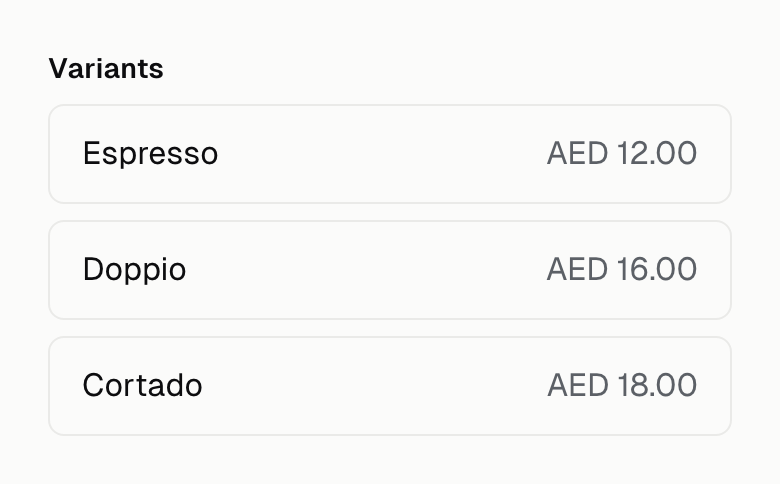 Variants
Espresso AED 12.00
Doppio AED 16.00
Cortado AED 18.00